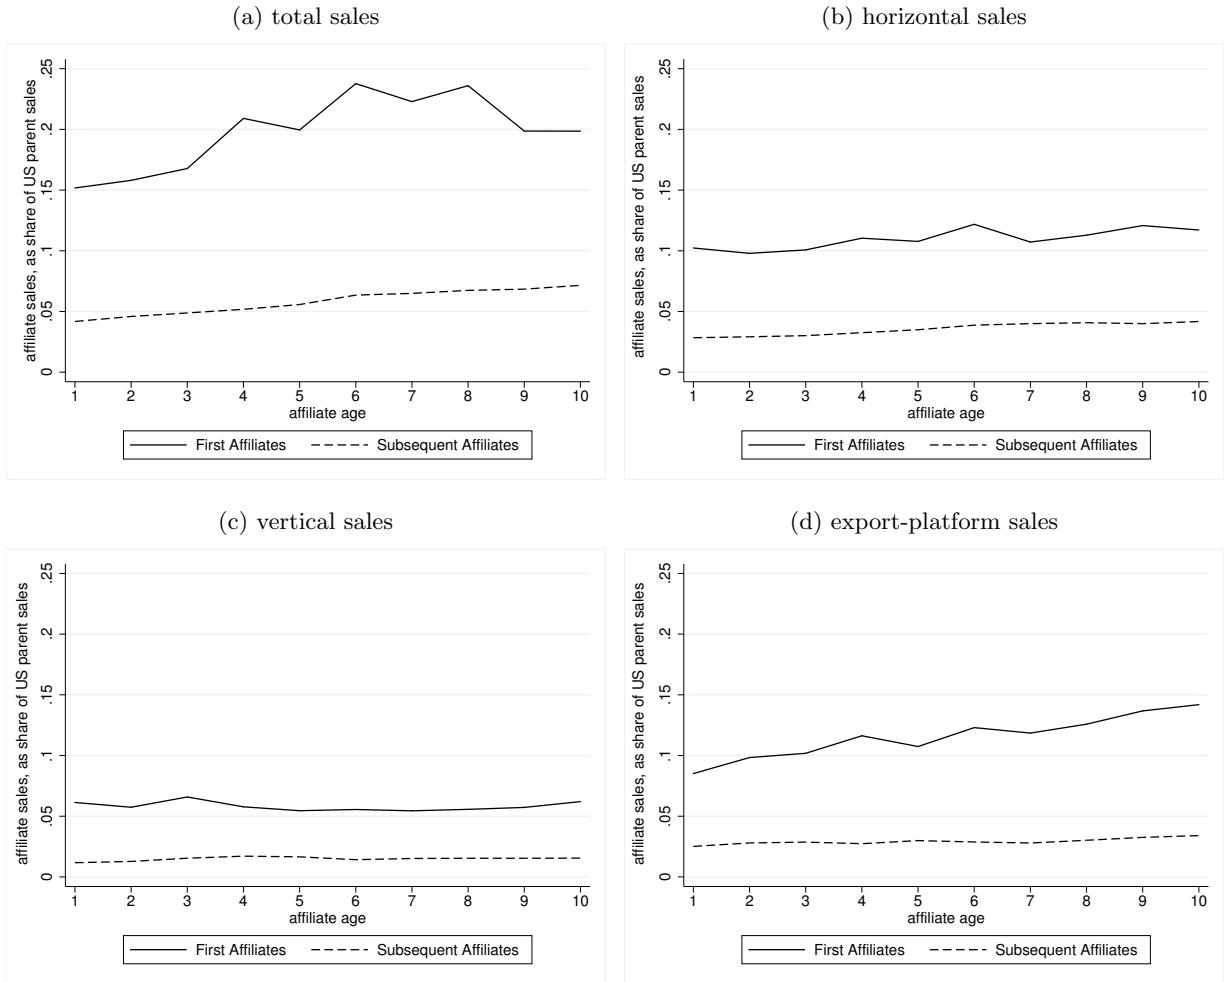 (a) total sales
affiliate sales, as share of US parent sales
.25
.2
.15
.1
.05
0
1 2 3 4 5 6 7 8 9 10
affiliate age
First Affiliates Subsequent Affiliates
(b) horizontal sales
affiliate sales, as share of US parent sales
.25
.2
.15
.1
.05
0
1 2 3 4 5 6 7 8 9 10
affiliate age
First Affiliates Subsequent Affiliates
(c) vertical sales
affiliate sales, as share of US parent sales
.25
.2
.15
.1
.05
0
1 2 3 4 5 6 7 8 9 10
affiliate age
First Affiliates Subsequent Affiliates
(d) export-platform sales
affiliate sales, as share of US parent sales
.25
.2
.15
.1
.05
0
1 2 3 4 5 6 7 8 9 10
affiliate age
First Affiliates Subsequent Affiliates